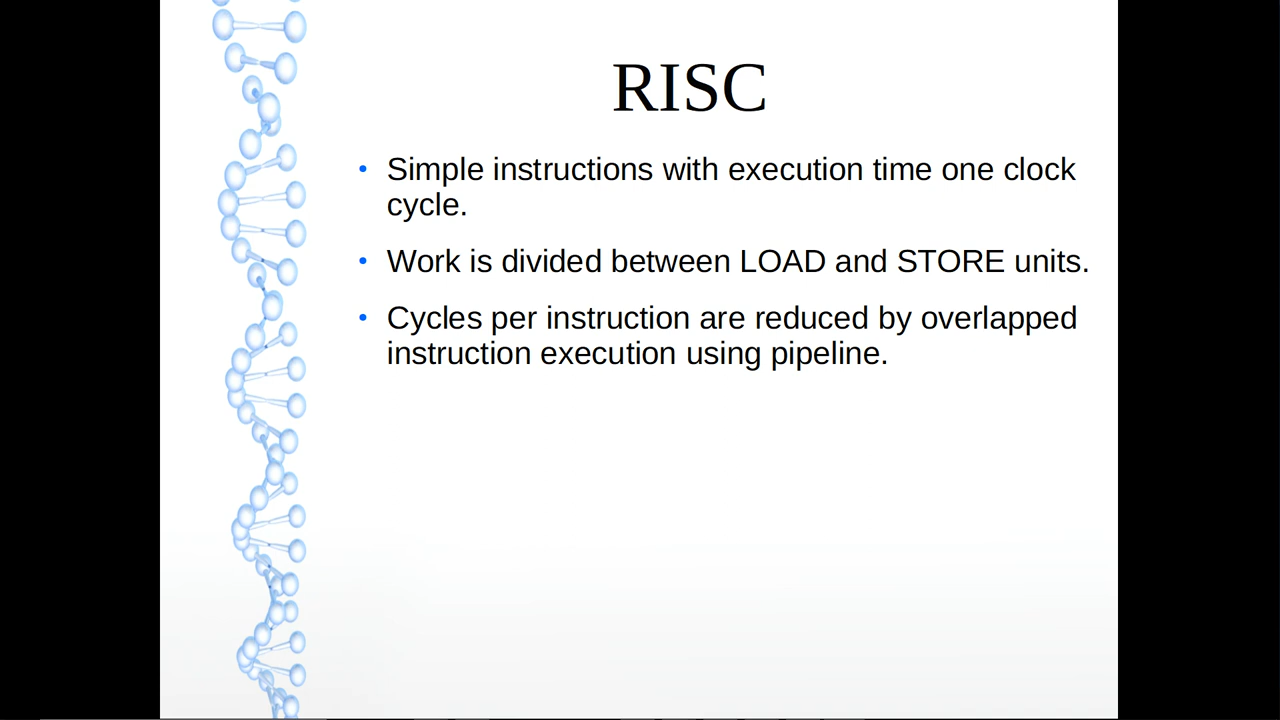 RISC
• Simple instructions with execution time one clock
cycle.
• Work is divided between LOAD and STORE units.
• Cycles per instruction are reduced by overlapped
instruction execution using pipeline.